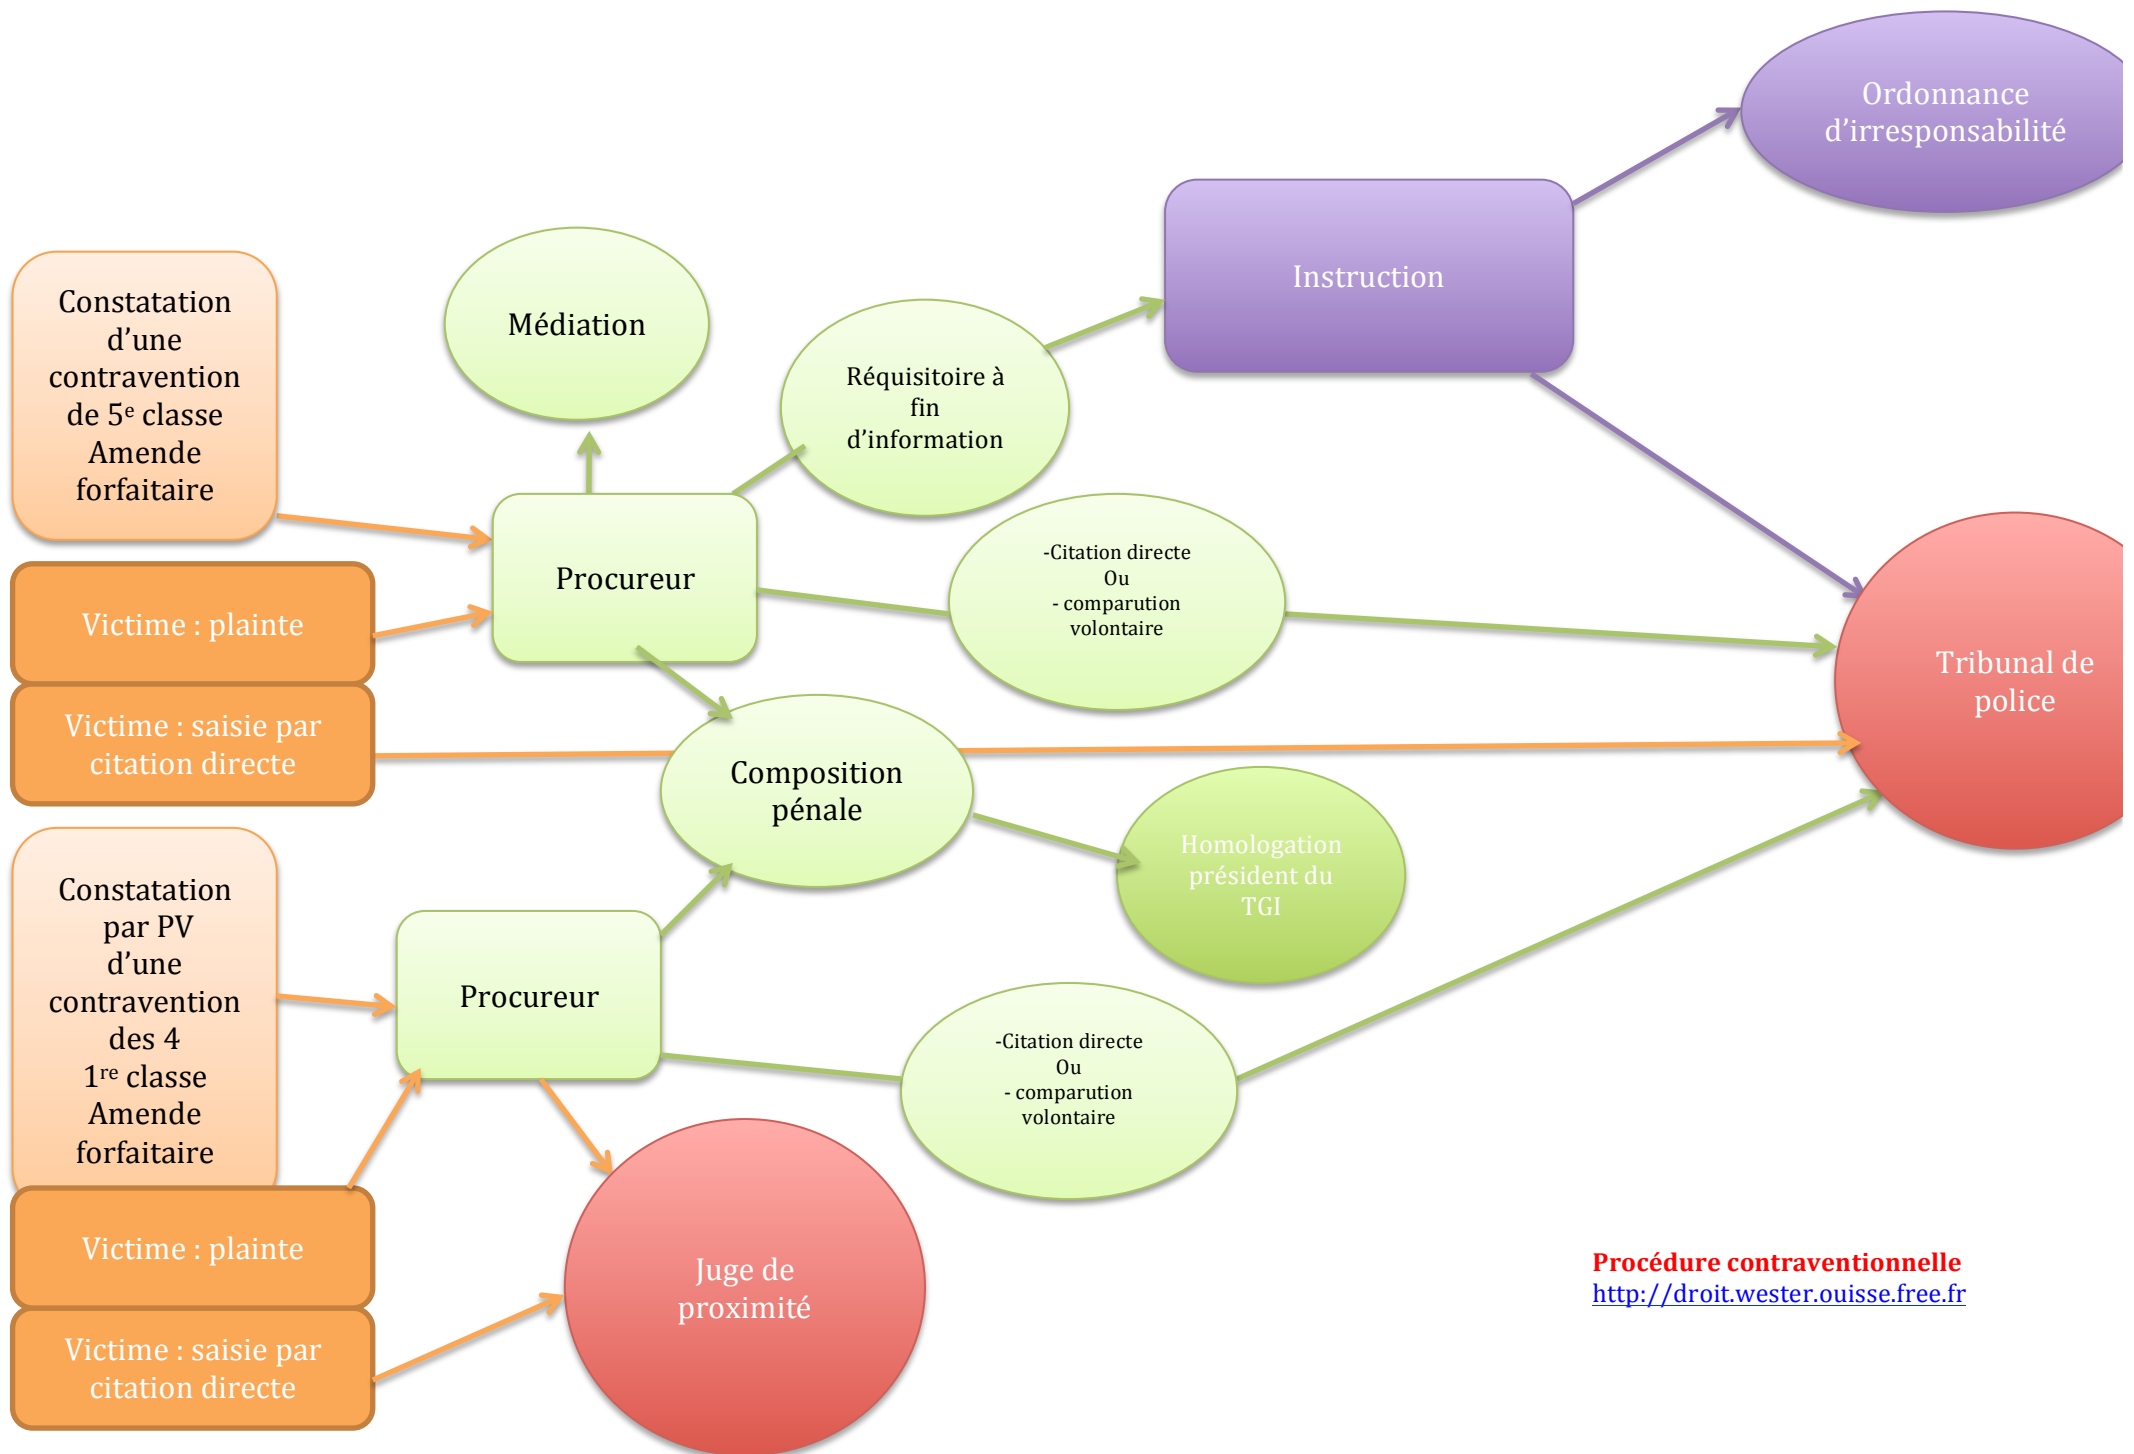 Ordonnance
d’irresponsabilité
Instruction
Constatation
d’une
contravention
de 5e classe
Amende
forfaitaire
Médiation
Réquisitoire à
fin
d’information
Procureur
-Citation directe
Ou
- comparution
volontaire
Victime : plainte
Victime : saisie par
citation directe
Tribunal de
police
Composition
pénale
Homologation
président du
TGI
Constatation
par PV
d’une
contravention
des 4
1re classe
Amende
forfaitaire
Procureur
-Citation directe
Ou
- comparution
volontaire
Victime : plainte
Victime : saisie par
citation directe
Juge de
proximité
Procédure contraventionnelle
http://droit.wester.ouisse.free.fr